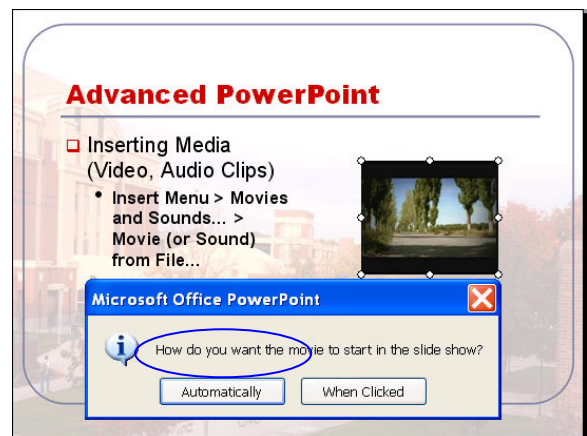 Advanced PowerPoint
Inserting Media
(Video, Audio Clips)
Insert Menu > Movies
and Sounds... >
Movie (or Sound)
from File...
Microsoft Office PowerPoint
How do you want the movie to start in the slide show?
Automatically
When Clicked